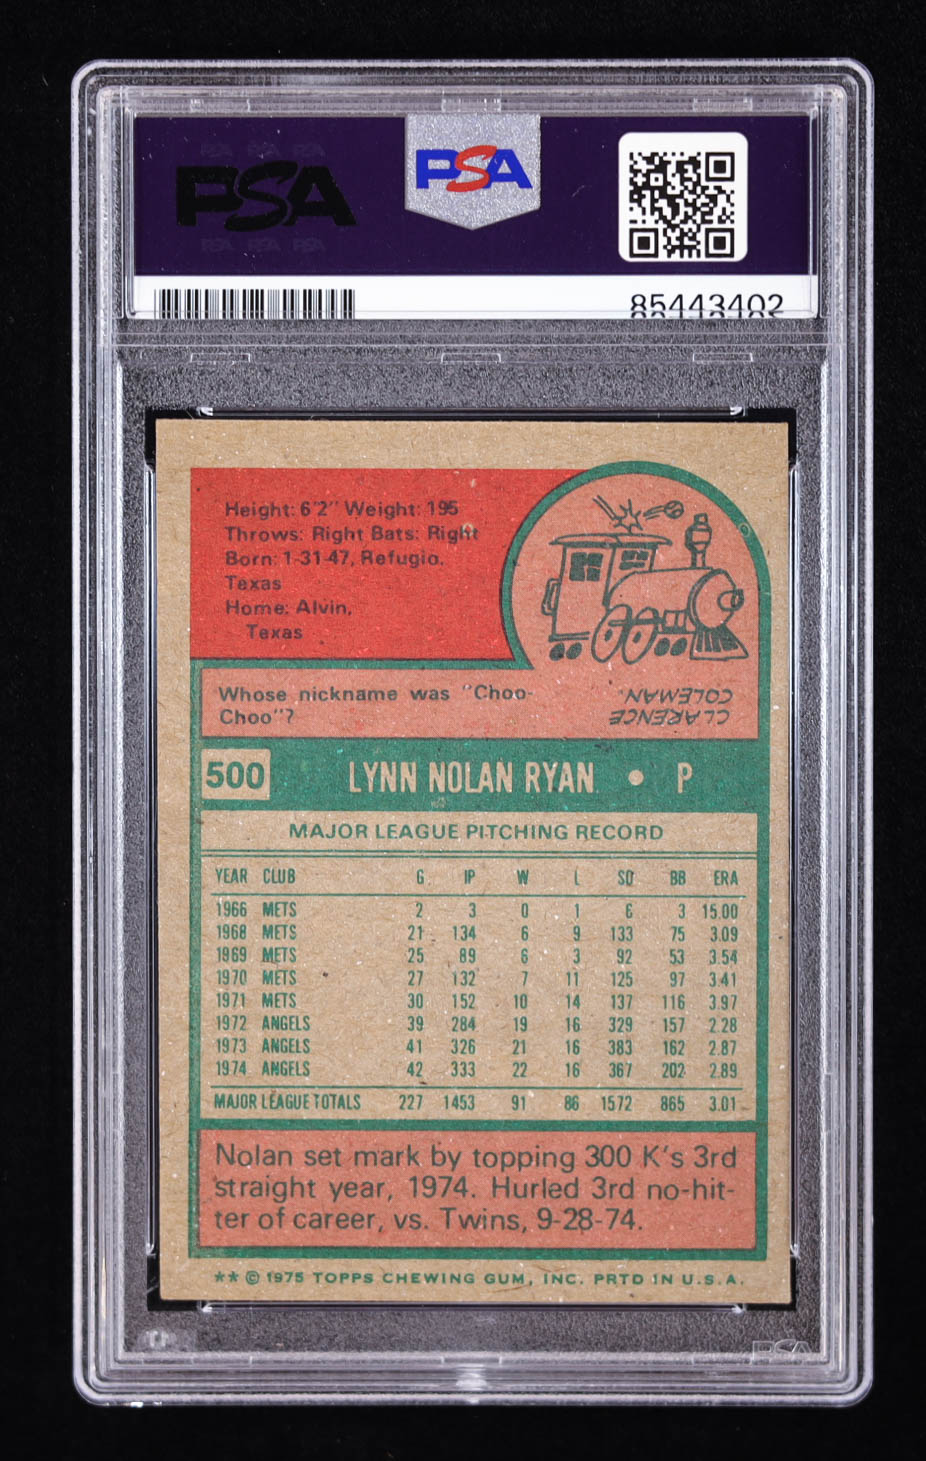 PSA
PSA
85443402
Height: 6'2" Weight: 195
Throws: Right Bats: Right
Born: 1-31-47, Refugio,
Texas
Home: Alvin,
Texas
Whose nickname was "Choo-
Choo"?
CLARENCE
COLEMAN
500 LYNN NOLAN RYAN • P
MAJOR LEAGUE PITCHING RECORD
YEAR CLUB G IP W L SO BB ERA
1966 METS 2 3 0 1 6 3 15.00
1968 METS 21 134 6 9 133 75 3.09
1969 METS 25 89 6 3 92 53 3.54
1970 METS 27 132 7 11 125 97 3.41
1971 METS 30 152 10 14 137 116 3.97
1972 ANGELS 39 284 19 16 329 157 2.28
1973 ANGELS 41 326 21 16 383 162 2.87
1974 ANGELS 42 333 22 16 367 202 2.89
MAJOR LEAGUE TOTALS 227 1453 91 86 1572 865 3.01
Nolan set mark by topping 300 K's 3rd
straight year, 1974. Hurled 3rd no-hit-
ter of career, vs. Twins, 9-28-74.
** © 1975 TOPPS CHEWING GUM, INC. PRTD IN U.S.A.
PSA